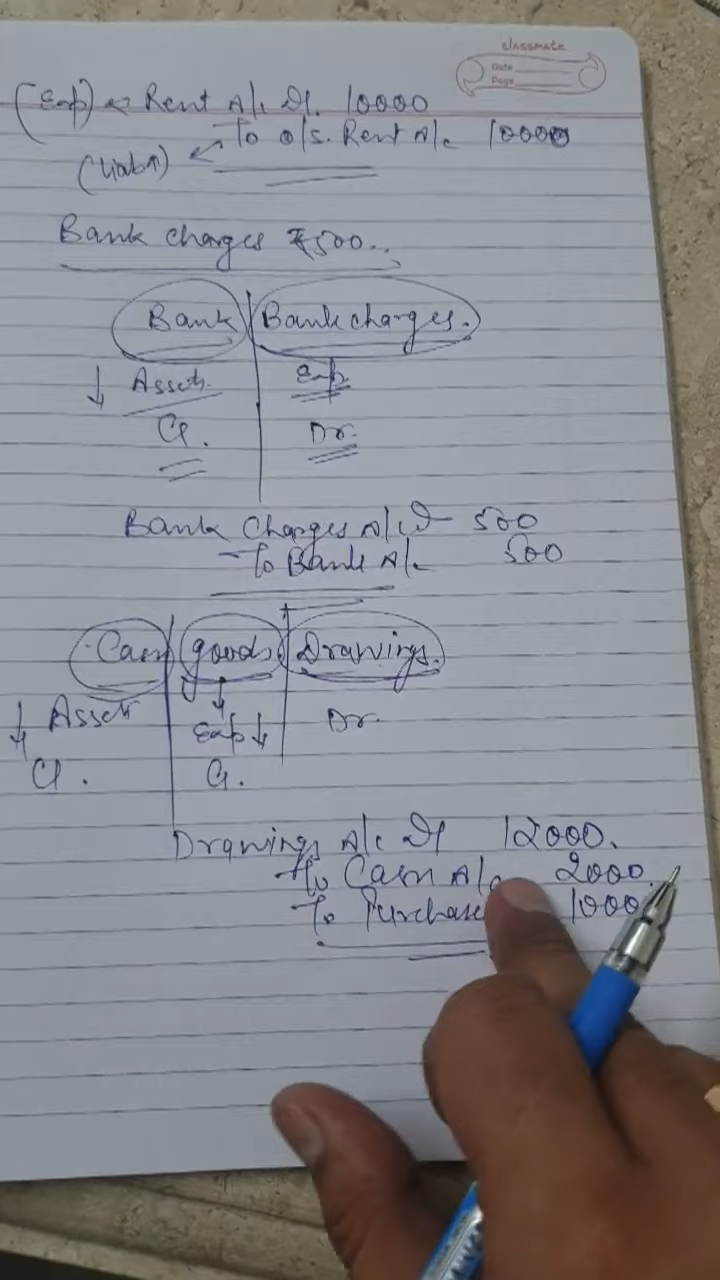 classmate
Date
Page
(Exp) ← Rent A/c Dr. 10000
To o/s. Rent A/c 10000
(Liab↑)
Bank charges ₹500..
Bank Bank charges.
↓ Assets Exp
Cr. Dr.
Bank Charges A/c Dr 500
To Bank A/c 500
Cash goods Drawings.
↓ Assets Exp↓ Dr.
Cr. Cr.
Drawings A/c Dr 12000.
To Cash A/c 2000
To Purchase 1000